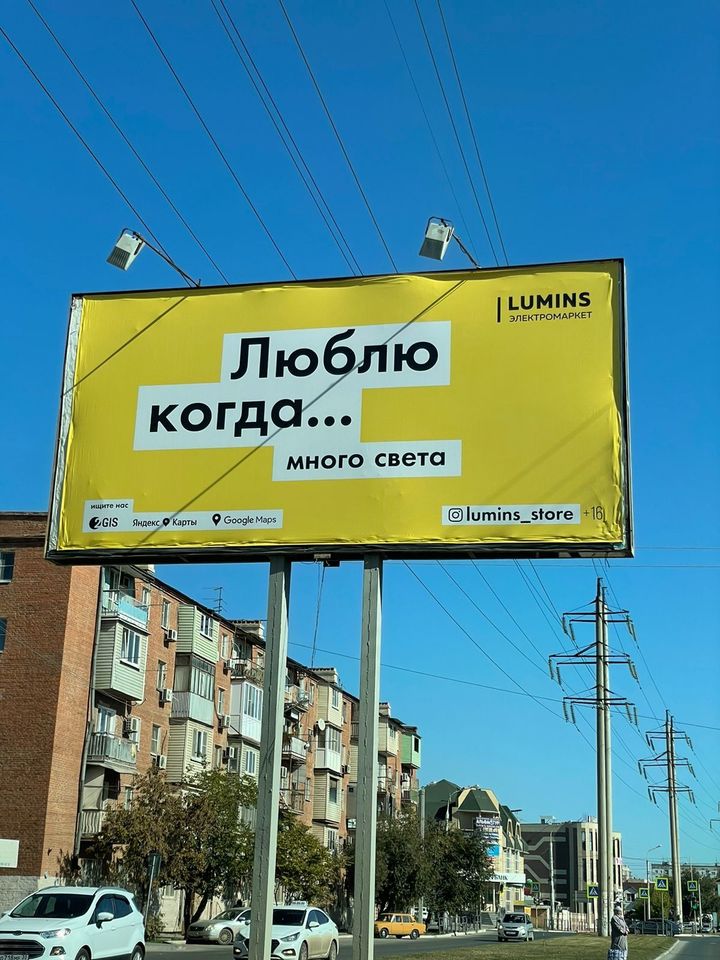 LUMINS
ЭЛЕКТРОМАРКЕТ
Люблю
когда...
много света
ищите нас
2GIS Яндекс Карты Google Maps
lumins_store +16